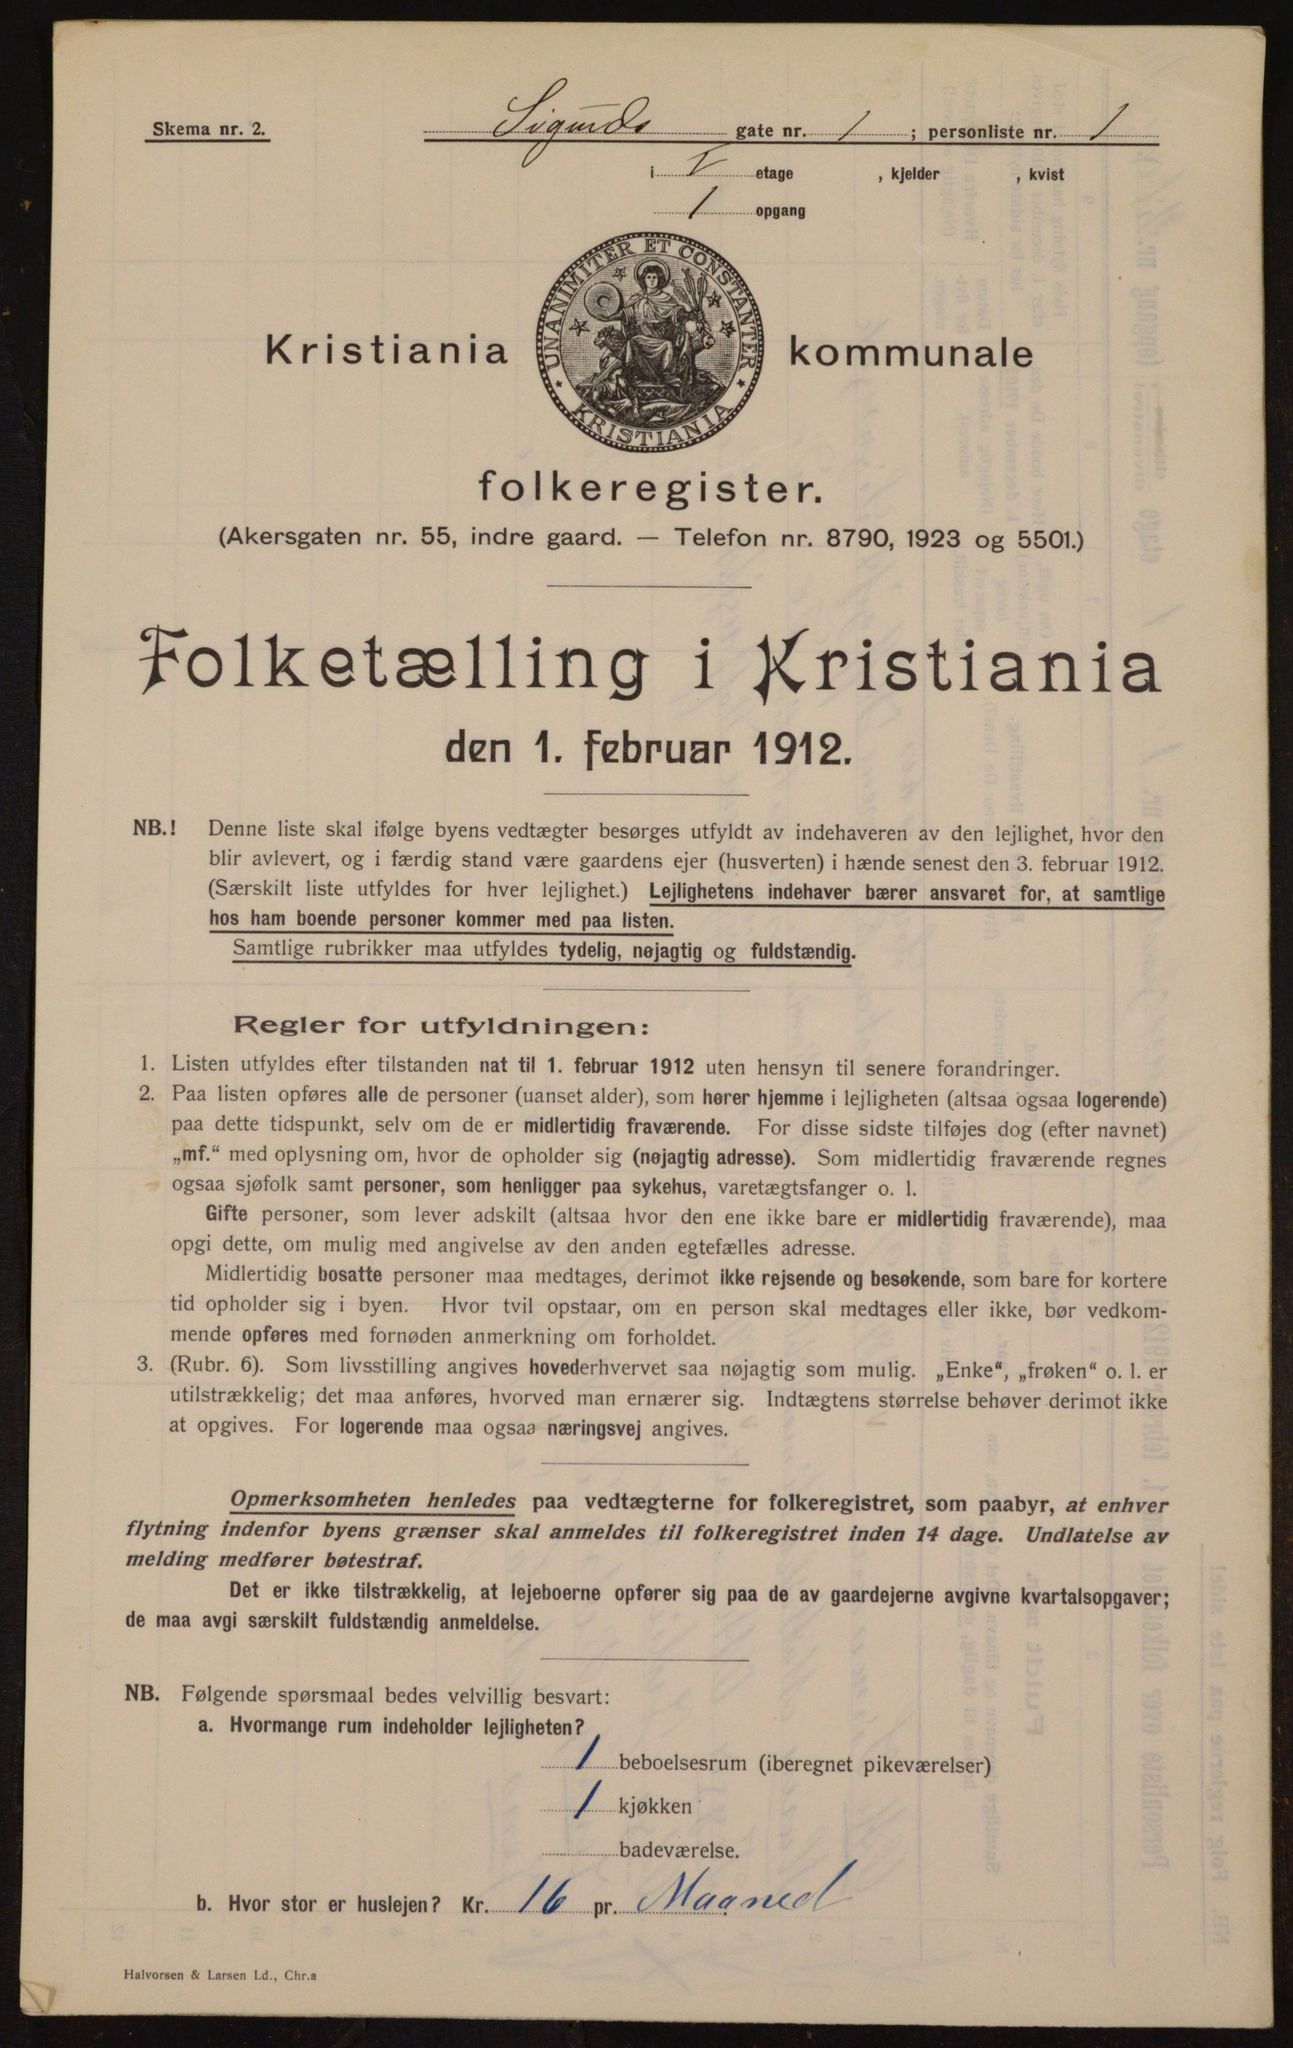 Skema nr. 2.
Sigurds gate nr. 1 ; personliste nr. 1
i I etage , kjelder , kvist
1 opgang
UNANIMITER ET CONSTANTER
KRISTIANIA
Kristiania kommunale
folkeregister.
(Akersgaten nr. 55, indre gaard. — Telefon nr. 8790, 1923 og 5501.)
Folketælling i Kristiania
den 1. februar 1912.
NB.! Denne liste skal ifølge byens vedtægter besørges utfyldt av indehaveren av den lejlighet, hvor den
blir avlevert, og i færdig stand være gaardens ejer (husverten) i hænde senest den 3. februar 1912.
(Særskilt liste utfyldes for hver lejlighet.) Lejlighetens indehaver bærer ansvaret for, at samtlige
hos ham boende personer kommer med paa listen.
Samtlige rubrikker maa utfyldes tydelig, nøjagtig og fuldstændig.
Regler for utfyldningen:
1. Listen utfyldes efter tilstanden nat til 1. februar 1912 uten hensyn til senere forandringer.
2. Paa listen opføres alle de personer (uanset alder), som hører hjemme i lejligheten (altsaa ogsaa logerende)
paa dette tidspunkt, selv om de er midlertidig fraværende. For disse sidste tilføjes dog (efter navnet)
„mf.“ med oplysning om, hvor de opholder sig (nøjagtig adresse). Som midlertidig fraværende regnes
ogsaa sjøfolk samt personer, som henligger paa sykehus, varetægtsfanger o. l.
Gifte personer, som lever adskilt (altsaa hvor den ene ikke bare er midlertidig fraværende), maa
opgi dette, om mulig med angivelse av den anden egtefælles adresse.
Midlertidig bosatte personer maa medtages, derimot ikke rejsende og besøkende, som bare for kortere
tid opholder sig i byen. Hvor tvil opstaar, om en person skal medtages eller ikke, bør vedkom-
mende opføres med fornøden anmerkning om forholdet.
3. (Rubr. 6). Som livsstilling angives hovederhvervet saa nøjagtig som mulig. „Enke“, „frøken“ o. l. er
utilstrækkelig; det maa anføres, hvorved man ernærer sig. Indtægtens størrelse behøver derimot ikke
at opgives. For logerende maa ogsaa næringsvej angives.
Opmerksomheten henledes paa vedtægterne for folkeregistret, som paabyr, at enhver
flytning indenfor byens grænser skal anmeldes til folkeregistret inden 14 dage. Undlatelse av
melding medfører bøtestraf.
Det er ikke tilstrækkelig, at lejeboerne opfører sig paa de av gaardejerne avgivne kvartalsopgaver;
de maa avgi særskilt fuldstændig anmeldelse.
NB. Følgende spørsmaal bedes velvillig besvart:
a. Hvormange rum indeholder lejligheten?
1 beboelsesrum (iberegnet pikeværelser)
1 kjøkken
badeværelse.
b. Hvor stor er huslejen? Kr. 16 pr. Maaned
Halvorsen & Larsen Ld., Chr.a